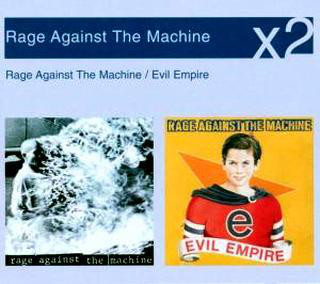 Rage Against The Machine
x2
Rage Against The Machine / Evil Empire
rage against the machine
RAGE AGAINST THE MACHINE
e
EVIL EMPIRE